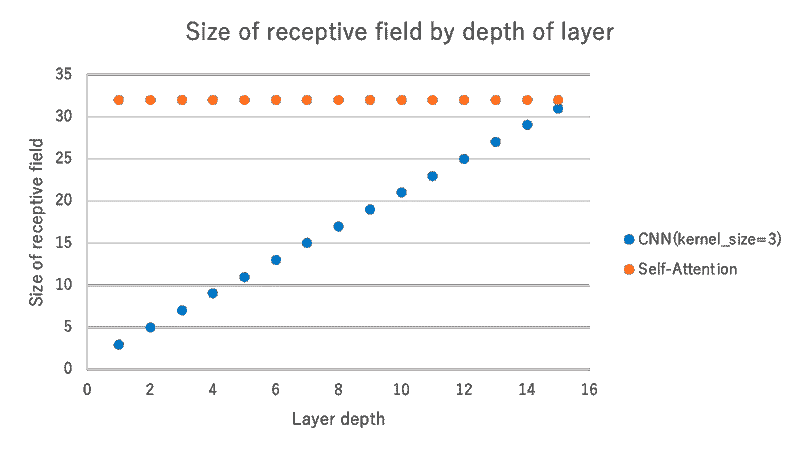 Size of receptive field by depth of layer
Size of receptive field
35
30
25
20
15
10
5
0
0 2 4 6 8 10 12 14 16
Layer depth
CNN(kernel_size=3)
Self-Attention